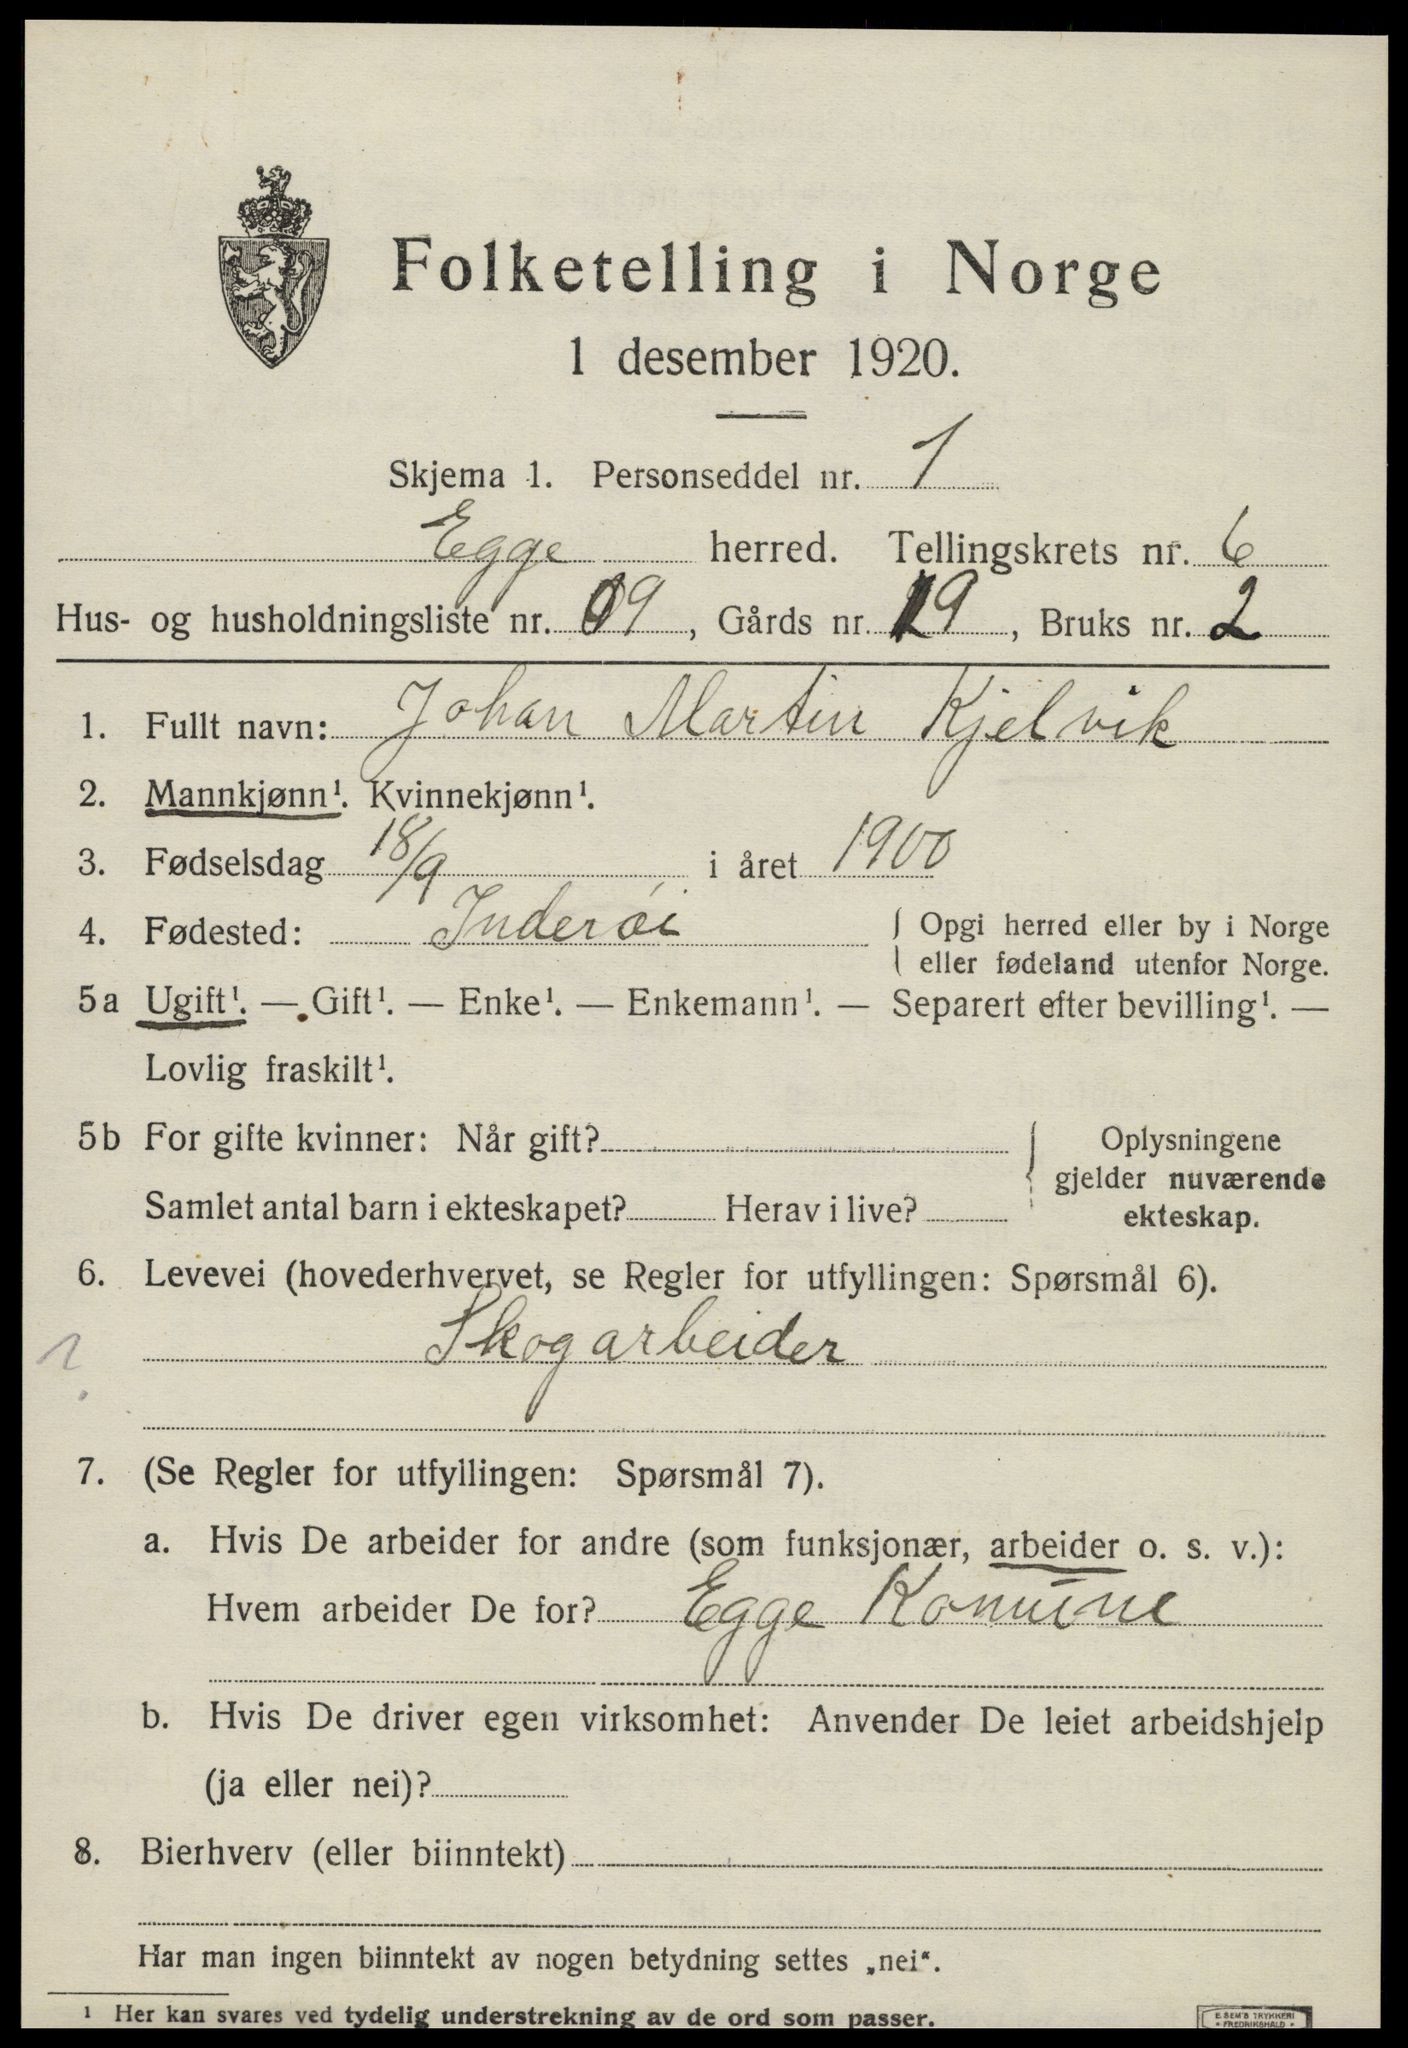 Folketelling i Norge
1 desember 1920.
Skjema 1. Personseddel nr. 1
Egge herred. Tellingskrets nr. 6
Hus- og husholdningsliste nr. 69, Gårds nr. 19, Bruks nr. 2
1. Fullt navn: Johan Martin Kjelvik
2. Mannkjønn¹. Kvinnekjønn¹.
3. Fødselsdag 18/9 i året 1900
4. Fødested: Inderøi { Opgi herred eller by i Norge
eller fødeland utenfor Norge.
5a Ugift¹. — Gift¹. — Enke¹. — Enkemann¹. — Separert efter bevilling¹. —
Lovlig fraskilt¹.
5b For gifte kvinner: Når gift? { Oplysningene
gjelder nuværende
Samlet antal barn i ekteskapet? Herav i live? ekteskap.
6. Levevei (hovederhvervet, se Regler for utfyllingen: Spørsmål 6).
Skogarbeider
7. (Se Regler for utfyllingen: Spørsmål 7).
a. Hvis De arbeider for andre (som funksjonær, arbeider o. s. v.):
Hvem arbeider De for? Egge Komune
b. Hvis De driver egen virksomhet: Anvender De leiet arbeidshjelp
(ja eller nei)?
8. Bierhverv (eller biinntekt)
Har man ingen biinntekt av nogen betydning settes „nei“.
¹ Her kan svares ved tydelig understrekning av de ord som passer.
E. SEM'S TRYKKERI
• FREDRIKSHALD •